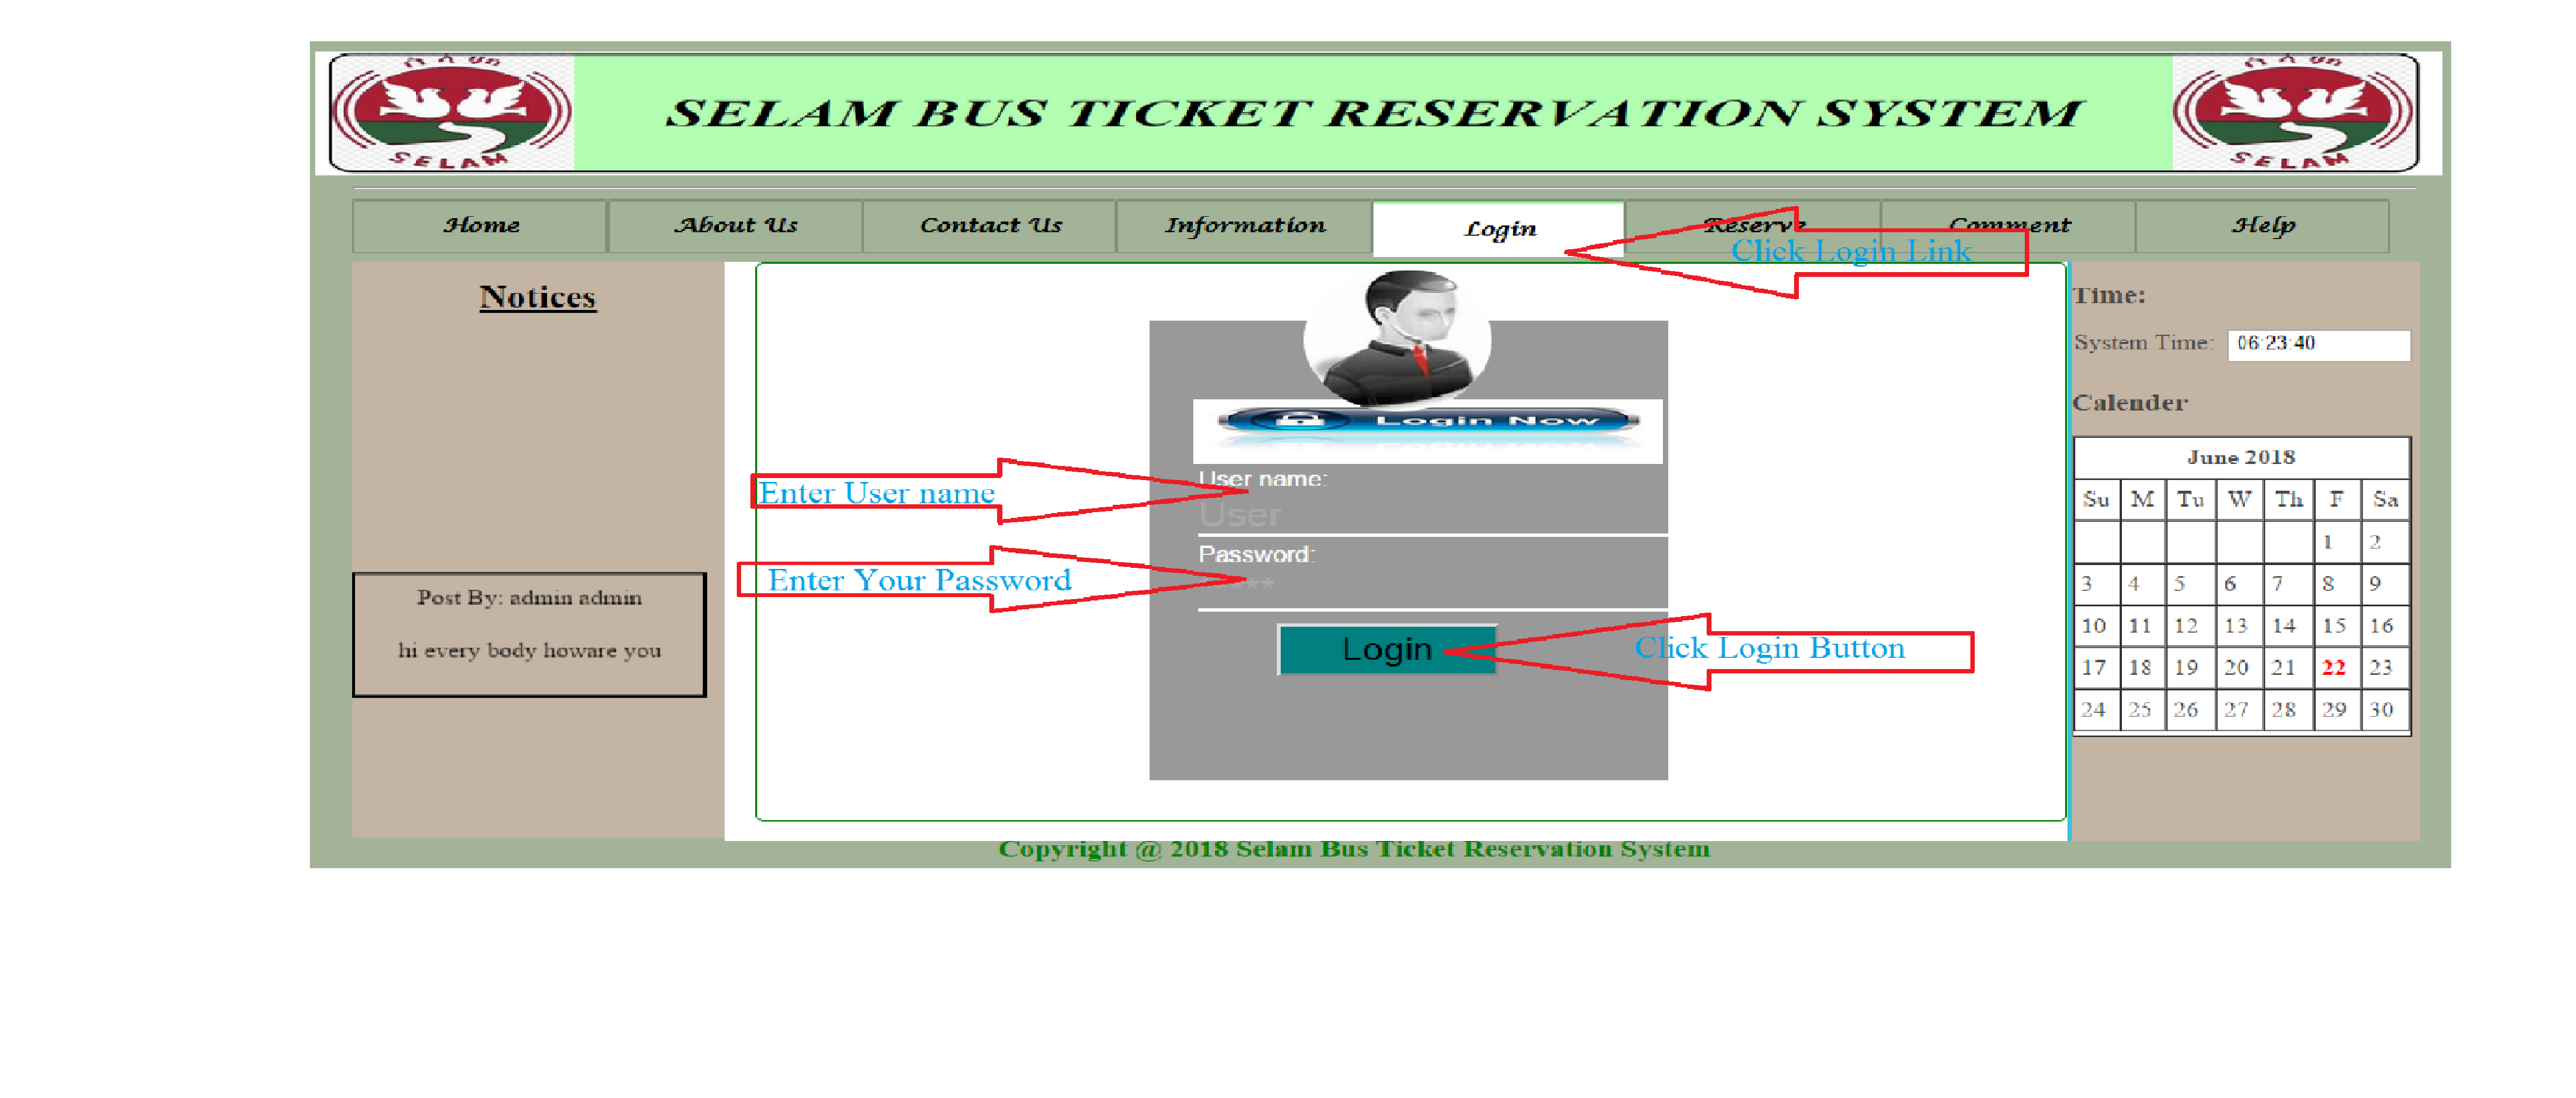 ሰላም
SELAM
SELAM BUS TICKET RESERVATION SYSTEM
ሰላም
SELAM
Home
About Us
Contact Us
Information
Login
Reserve
Comment
Help
Click Login Link
Notices
Post By: admin admin
hi every body howare you
Login Now
Enter User name
User name:
User
Enter Your Password
Password:
Login
Click Login Button
Time:
System Time: 06:23:40
Calender
June 2018
Su M Tu W Th F Sa
1 2
3 4 5 6 7 8 9
10 11 12 13 14 15 16
17 18 19 20 21 22 23
24 25 26 27 28 29 30
Copyright @ 2018 Selam Bus Ticket Reservation System